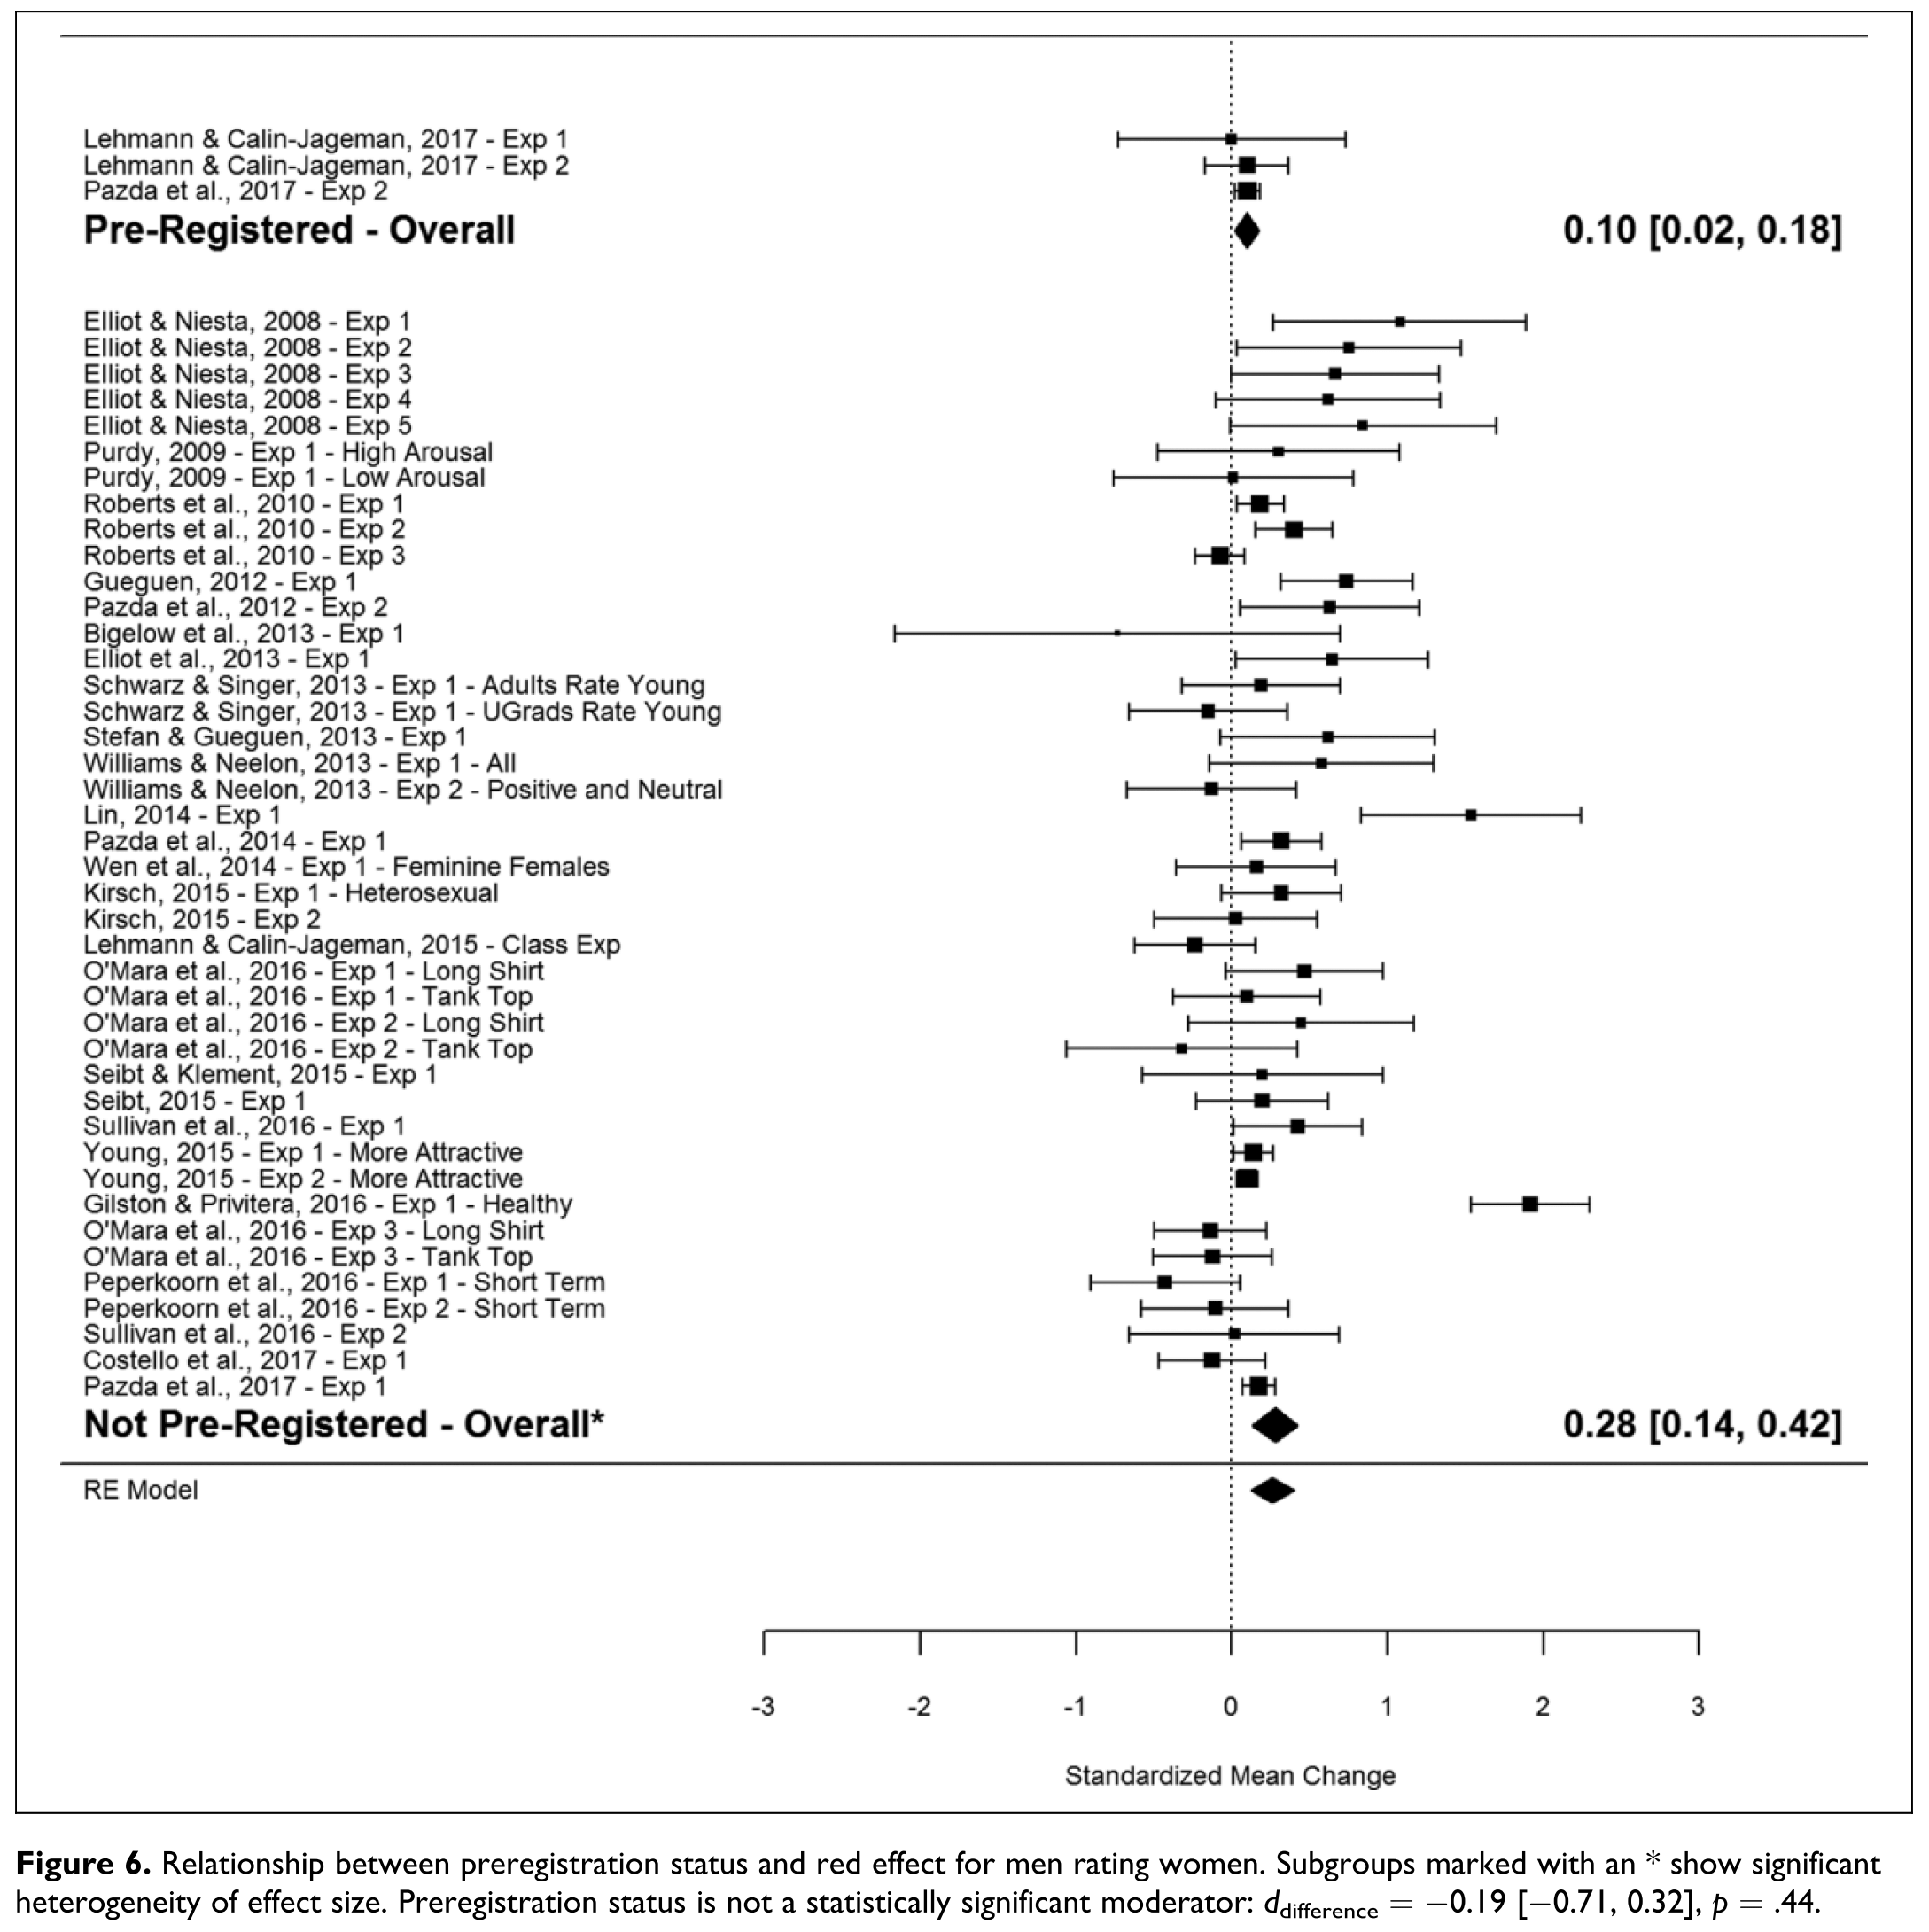 Lehmann & Calin-Jageman, 2017 - Exp 1
Lehmann & Calin-Jageman, 2017 - Exp 2
Pazda et al., 2017 - Exp 2
Pre-Registered - Overall 0.10 [0.02, 0.18]
Elliot & Niesta, 2008 - Exp 1
Elliot & Niesta, 2008 - Exp 2
Elliot & Niesta, 2008 - Exp 3
Elliot & Niesta, 2008 - Exp 4
Elliot & Niesta, 2008 - Exp 5
Purdy, 2009 - Exp 1 - High Arousal
Purdy, 2009 - Exp 1 - Low Arousal
Roberts et al., 2010 - Exp 1
Roberts et al., 2010 - Exp 2
Roberts et al., 2010 - Exp 3
Gueguen, 2012 - Exp 1
Pazda et al., 2012 - Exp 2
Bigelow et al., 2013 - Exp 1
Elliot et al., 2013 - Exp 1
Schwarz & Singer, 2013 - Exp 1 - Adults Rate Young
Schwarz & Singer, 2013 - Exp 1 - UGrads Rate Young
Stefan & Gueguen, 2013 - Exp 1
Williams & Neelon, 2013 - Exp 1 - All
Williams & Neelon, 2013 - Exp 2 - Positive and Neutral
Lin, 2014 - Exp 1
Pazda et al., 2014 - Exp 1
Wen et al., 2014 - Exp 1 - Feminine Females
Kirsch, 2015 - Exp 1 - Heterosexual
Kirsch, 2015 - Exp 2
Lehmann & Calin-Jageman, 2015 - Class Exp
O'Mara et al., 2016 - Exp 1 - Long Shirt
O'Mara et al., 2016 - Exp 1 - Tank Top
O'Mara et al., 2016 - Exp 2 - Long Shirt
O'Mara et al., 2016 - Exp 2 - Tank Top
Seibt & Klement, 2015 - Exp 1
Seibt, 2015 - Exp 1
Sullivan et al., 2016 - Exp 1
Young, 2015 - Exp 1 - More Attractive
Young, 2015 - Exp 2 - More Attractive
Gilston & Privitera, 2016 - Exp 1 - Healthy
O'Mara et al., 2016 - Exp 3 - Long Shirt
O'Mara et al., 2016 - Exp 3 - Tank Top
Peperkoorn et al., 2016 - Exp 1 - Short Term
Peperkoorn et al., 2016 - Exp 2 - Short Term
Sullivan et al., 2016 - Exp 2
Costello et al., 2017 - Exp 1
Pazda et al., 2017 - Exp 1
Not Pre-Registered - Overall* 0.28 [0.14, 0.42]
RE Model
-3 -2 -1 0 1 2 3
Standardized Mean Change
Figure 6. Relationship between preregistration status and red effect for men rating women. Subgroups marked with an * show significant
heterogeneity of effect size. Preregistration status is not a statistically significant moderator: d_difference = −0.19 [−0.71, 0.32], p = .44.